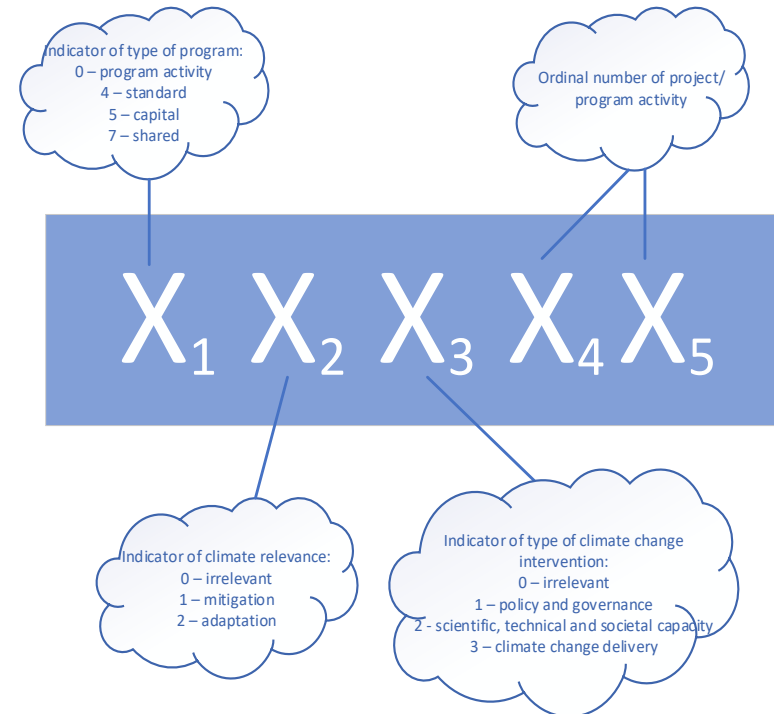 Indicator of type of program:
0 – program activity
4 – standard
5 – capital
7 – shared
Ordinal number of project/
program activity
X1 X2 X3 X4 X5
Indicator of climate relevance:
0 – irrelevant
1 – mitigation
2 – adaptation
Indicator of type of climate change
intervention:
0 – irrelevant
1 – policy and governance
2 - scientific, technical and societal capacity
3 – climate change delivery